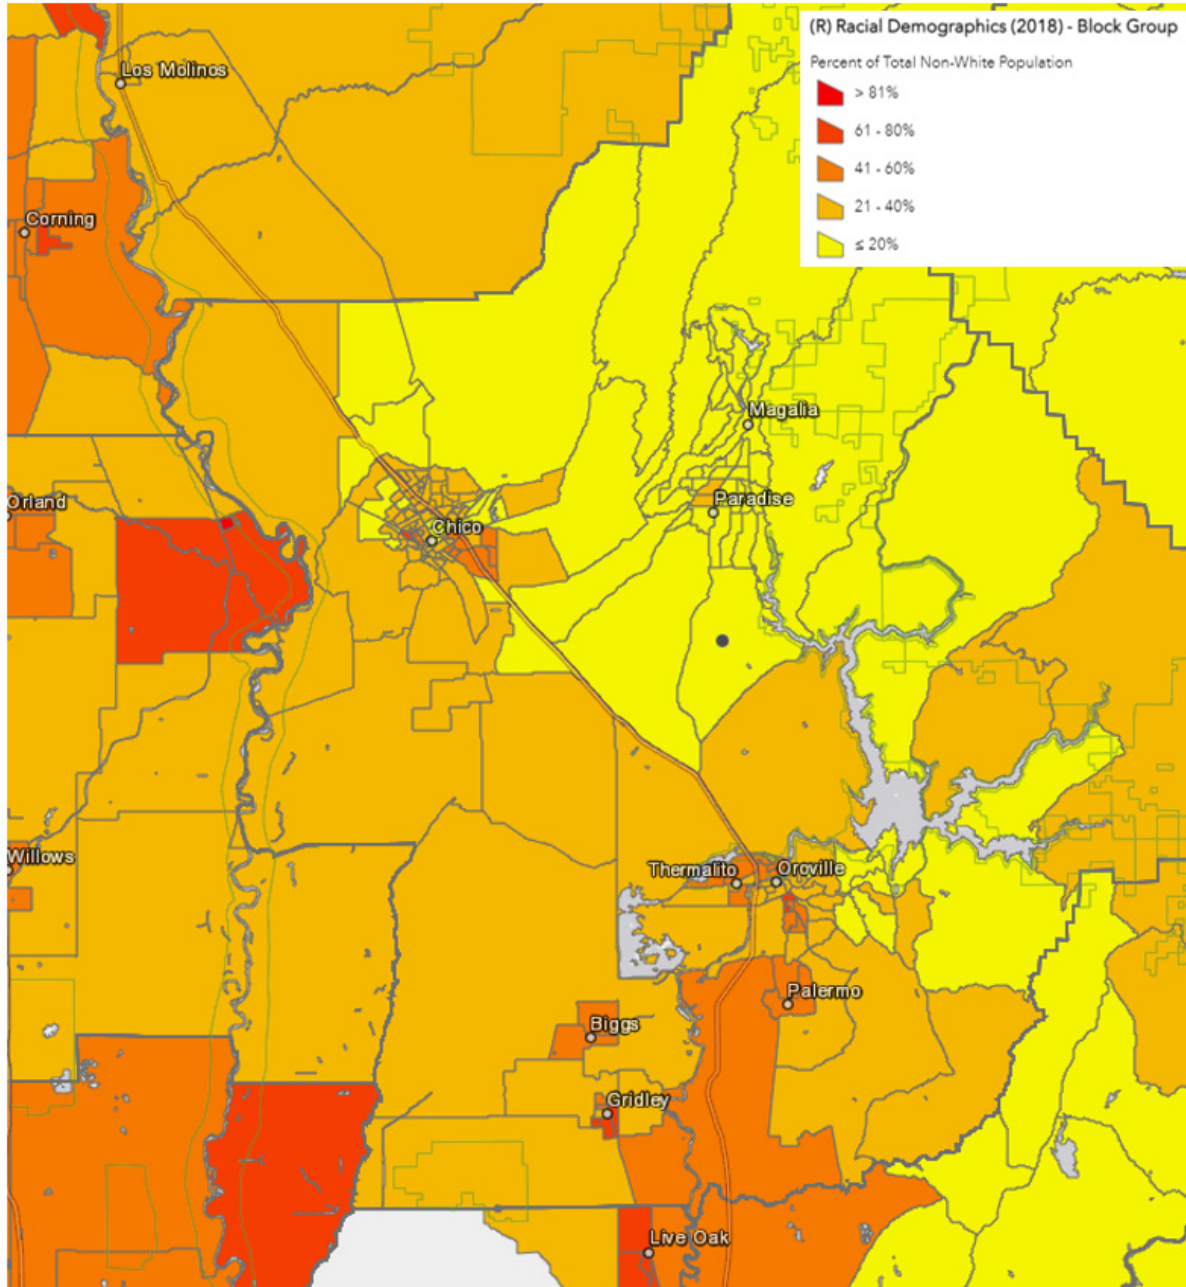 (R) Racial Demographics (2018) - Block Group
Percent of Total Non-White Population
> 81%
61 - 80%
41 - 60%
21 - 40%
≤ 20%
Los Molinos
Corning
Magalia
Orland
Paradise
Chico
Willows
Thermalito
Oroville
Palermo
Biggs
Gridley
Live Oak